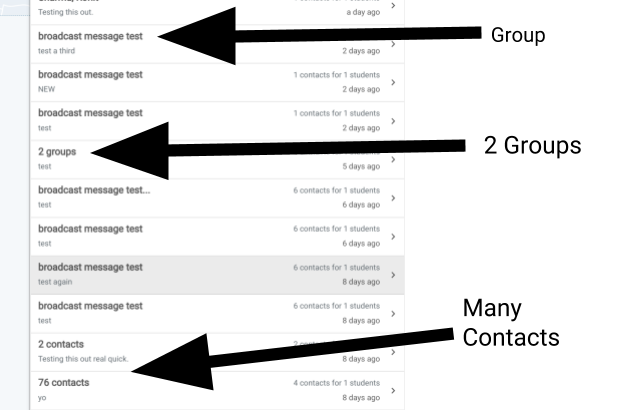 Testing this out.
a day ago
broadcast message test
test a third
2 days ago
Group
broadcast message test
1 contacts for 1 students
NEW
2 days ago
broadcast message test
1 contacts for 1 students
test
2 days ago
2 groups
test
5 days ago
2 Groups
broadcast message test...
6 contacts for 1 students
test
6 days ago
broadcast message test
6 contacts for 1 students
test
6 days ago
broadcast message test
6 contacts for 1 students
test again
8 days ago
broadcast message test
6 contacts for 1 students
test
8 days ago
Many
Contacts
2 contacts
Testing this out real quick.
8 days ago
76 contacts
4 contacts for 1 students
yo
8 days ago